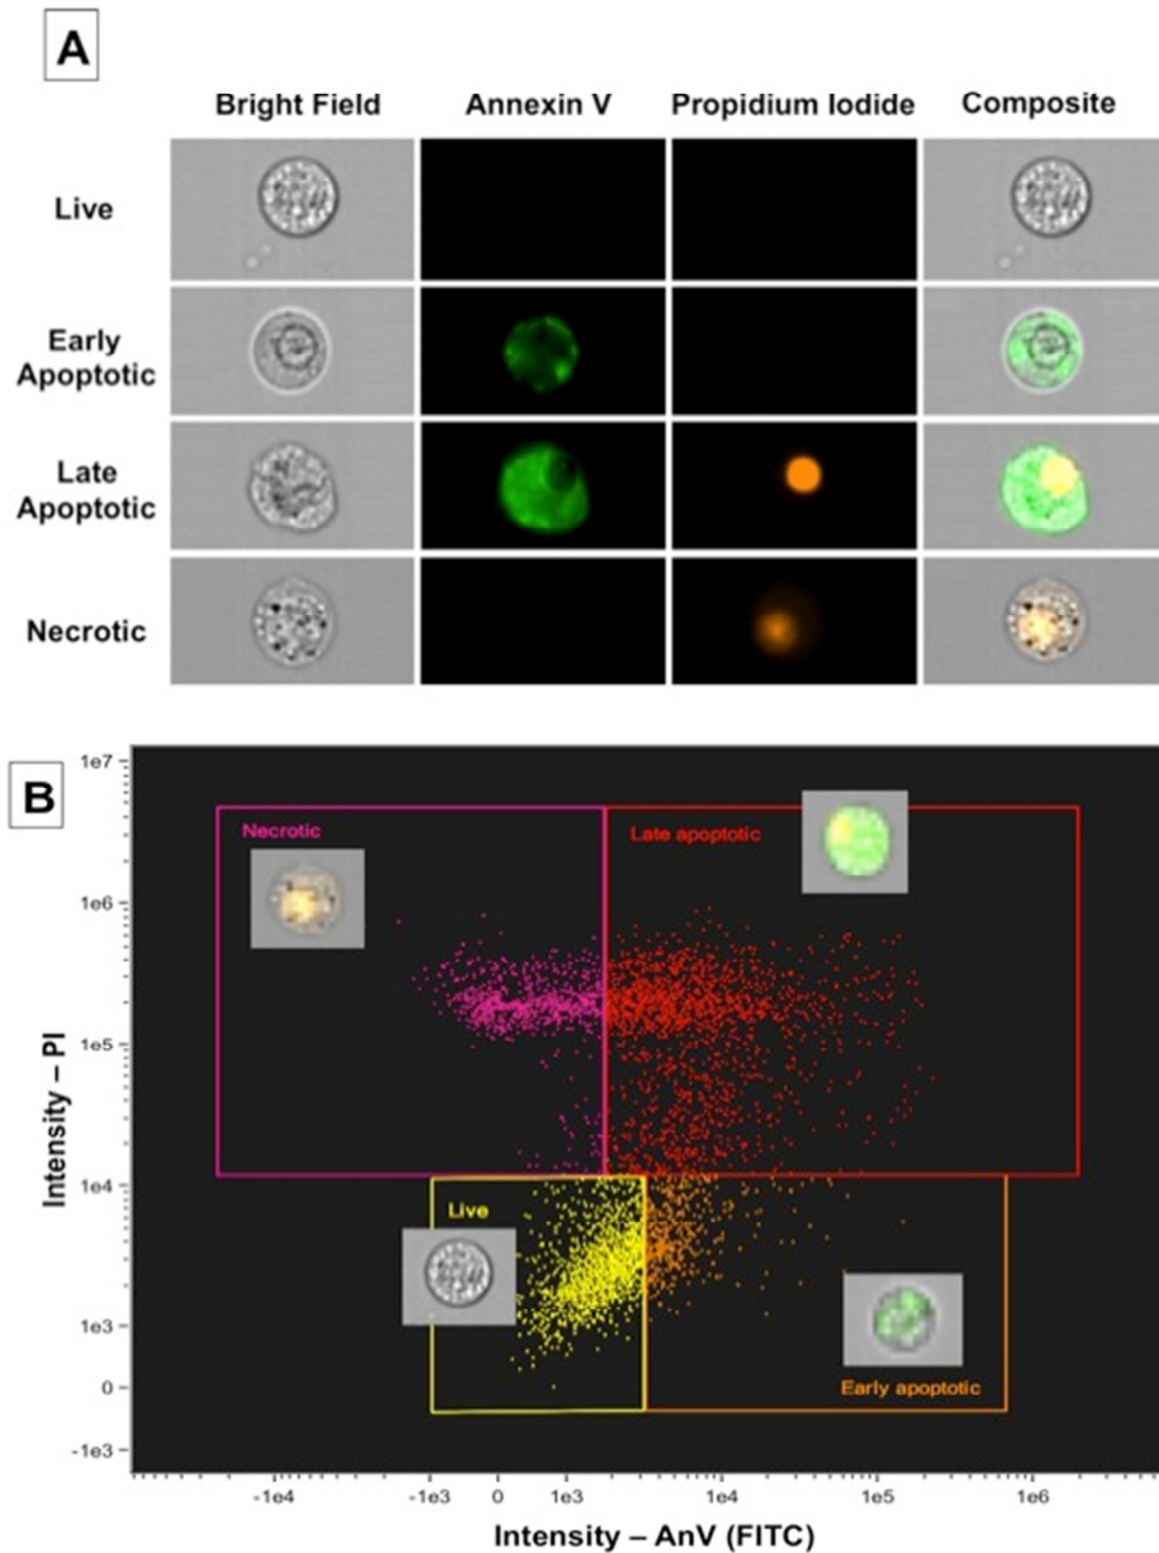 A
Bright Field Annexin V Propidium Iodide Composite
Live
Early
Apoptotic
Late
Apoptotic
Necrotic
B
1e7
1e6
1e5
1e4
1e3
0
-1e3
Intensity – PI
Necrotic
Late apoptotic
Live
Early apoptotic
-1e4 -1e3 0 1e3 1e4 1e5 1e6
Intensity – AnV (FITC)